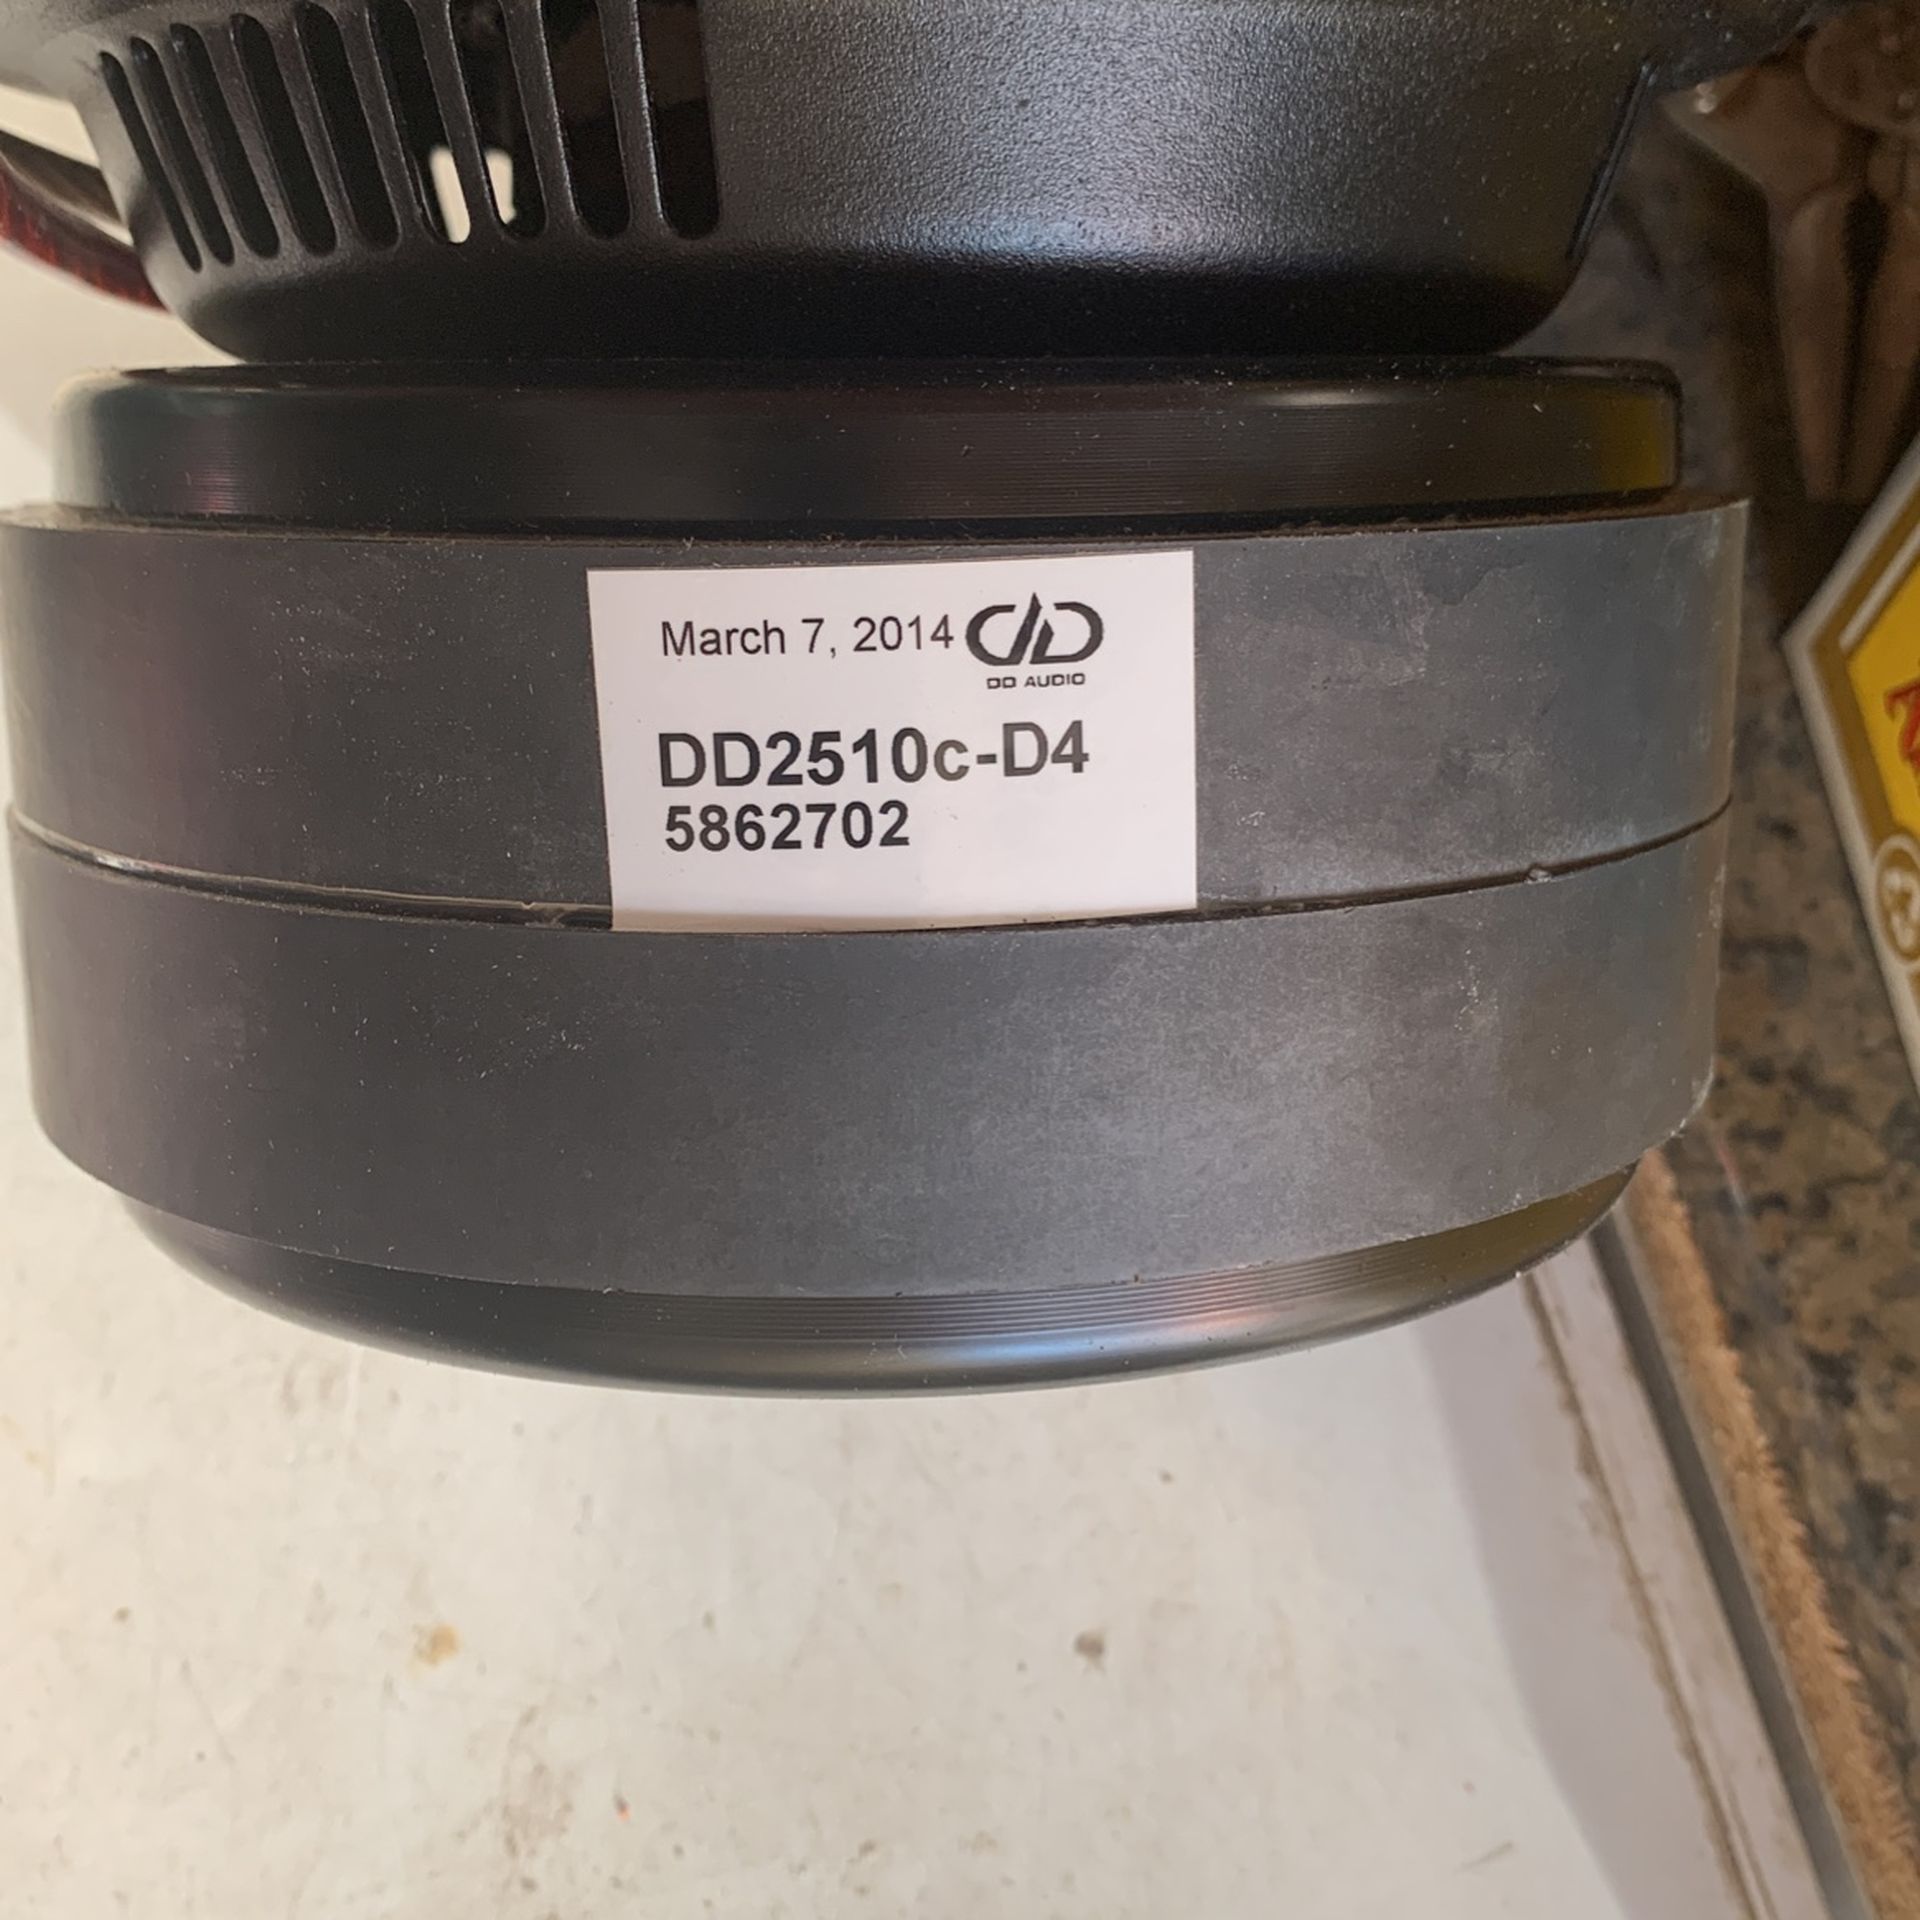 March 7, 2014
DD AUDIO
DD2510c-D4
5862702